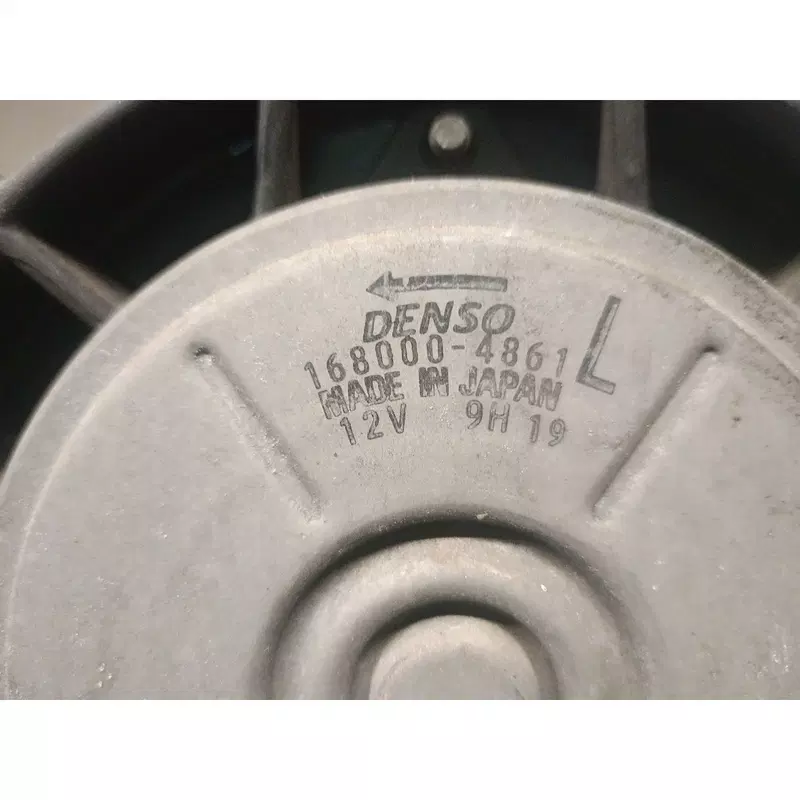 DENSO
168000-4861 L
MADE IN JAPAN
12V 9H 19